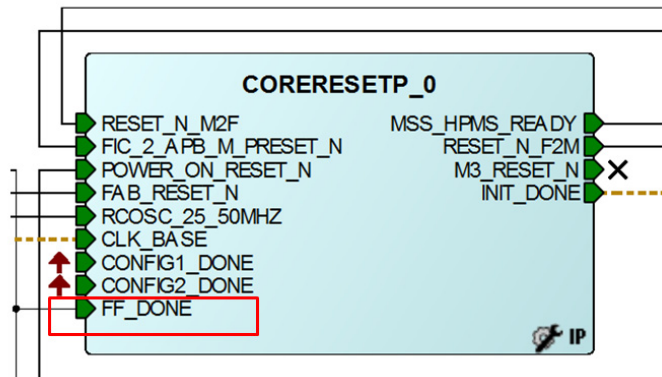 CORERESETP_0
RESET_N_M2F
FIC_2_APB_M_PRESET_N
POWER_ON_RESET_N
FAB_RESET_N
RCOSC_25_50MHZ
CLK_BASE
CONFIG1_DONE
CONFIG2_DONE
FF_DONE
MSS_HPMS_READY
RESET_N_F2M
M3_RESET_N
INIT_DONE
IP